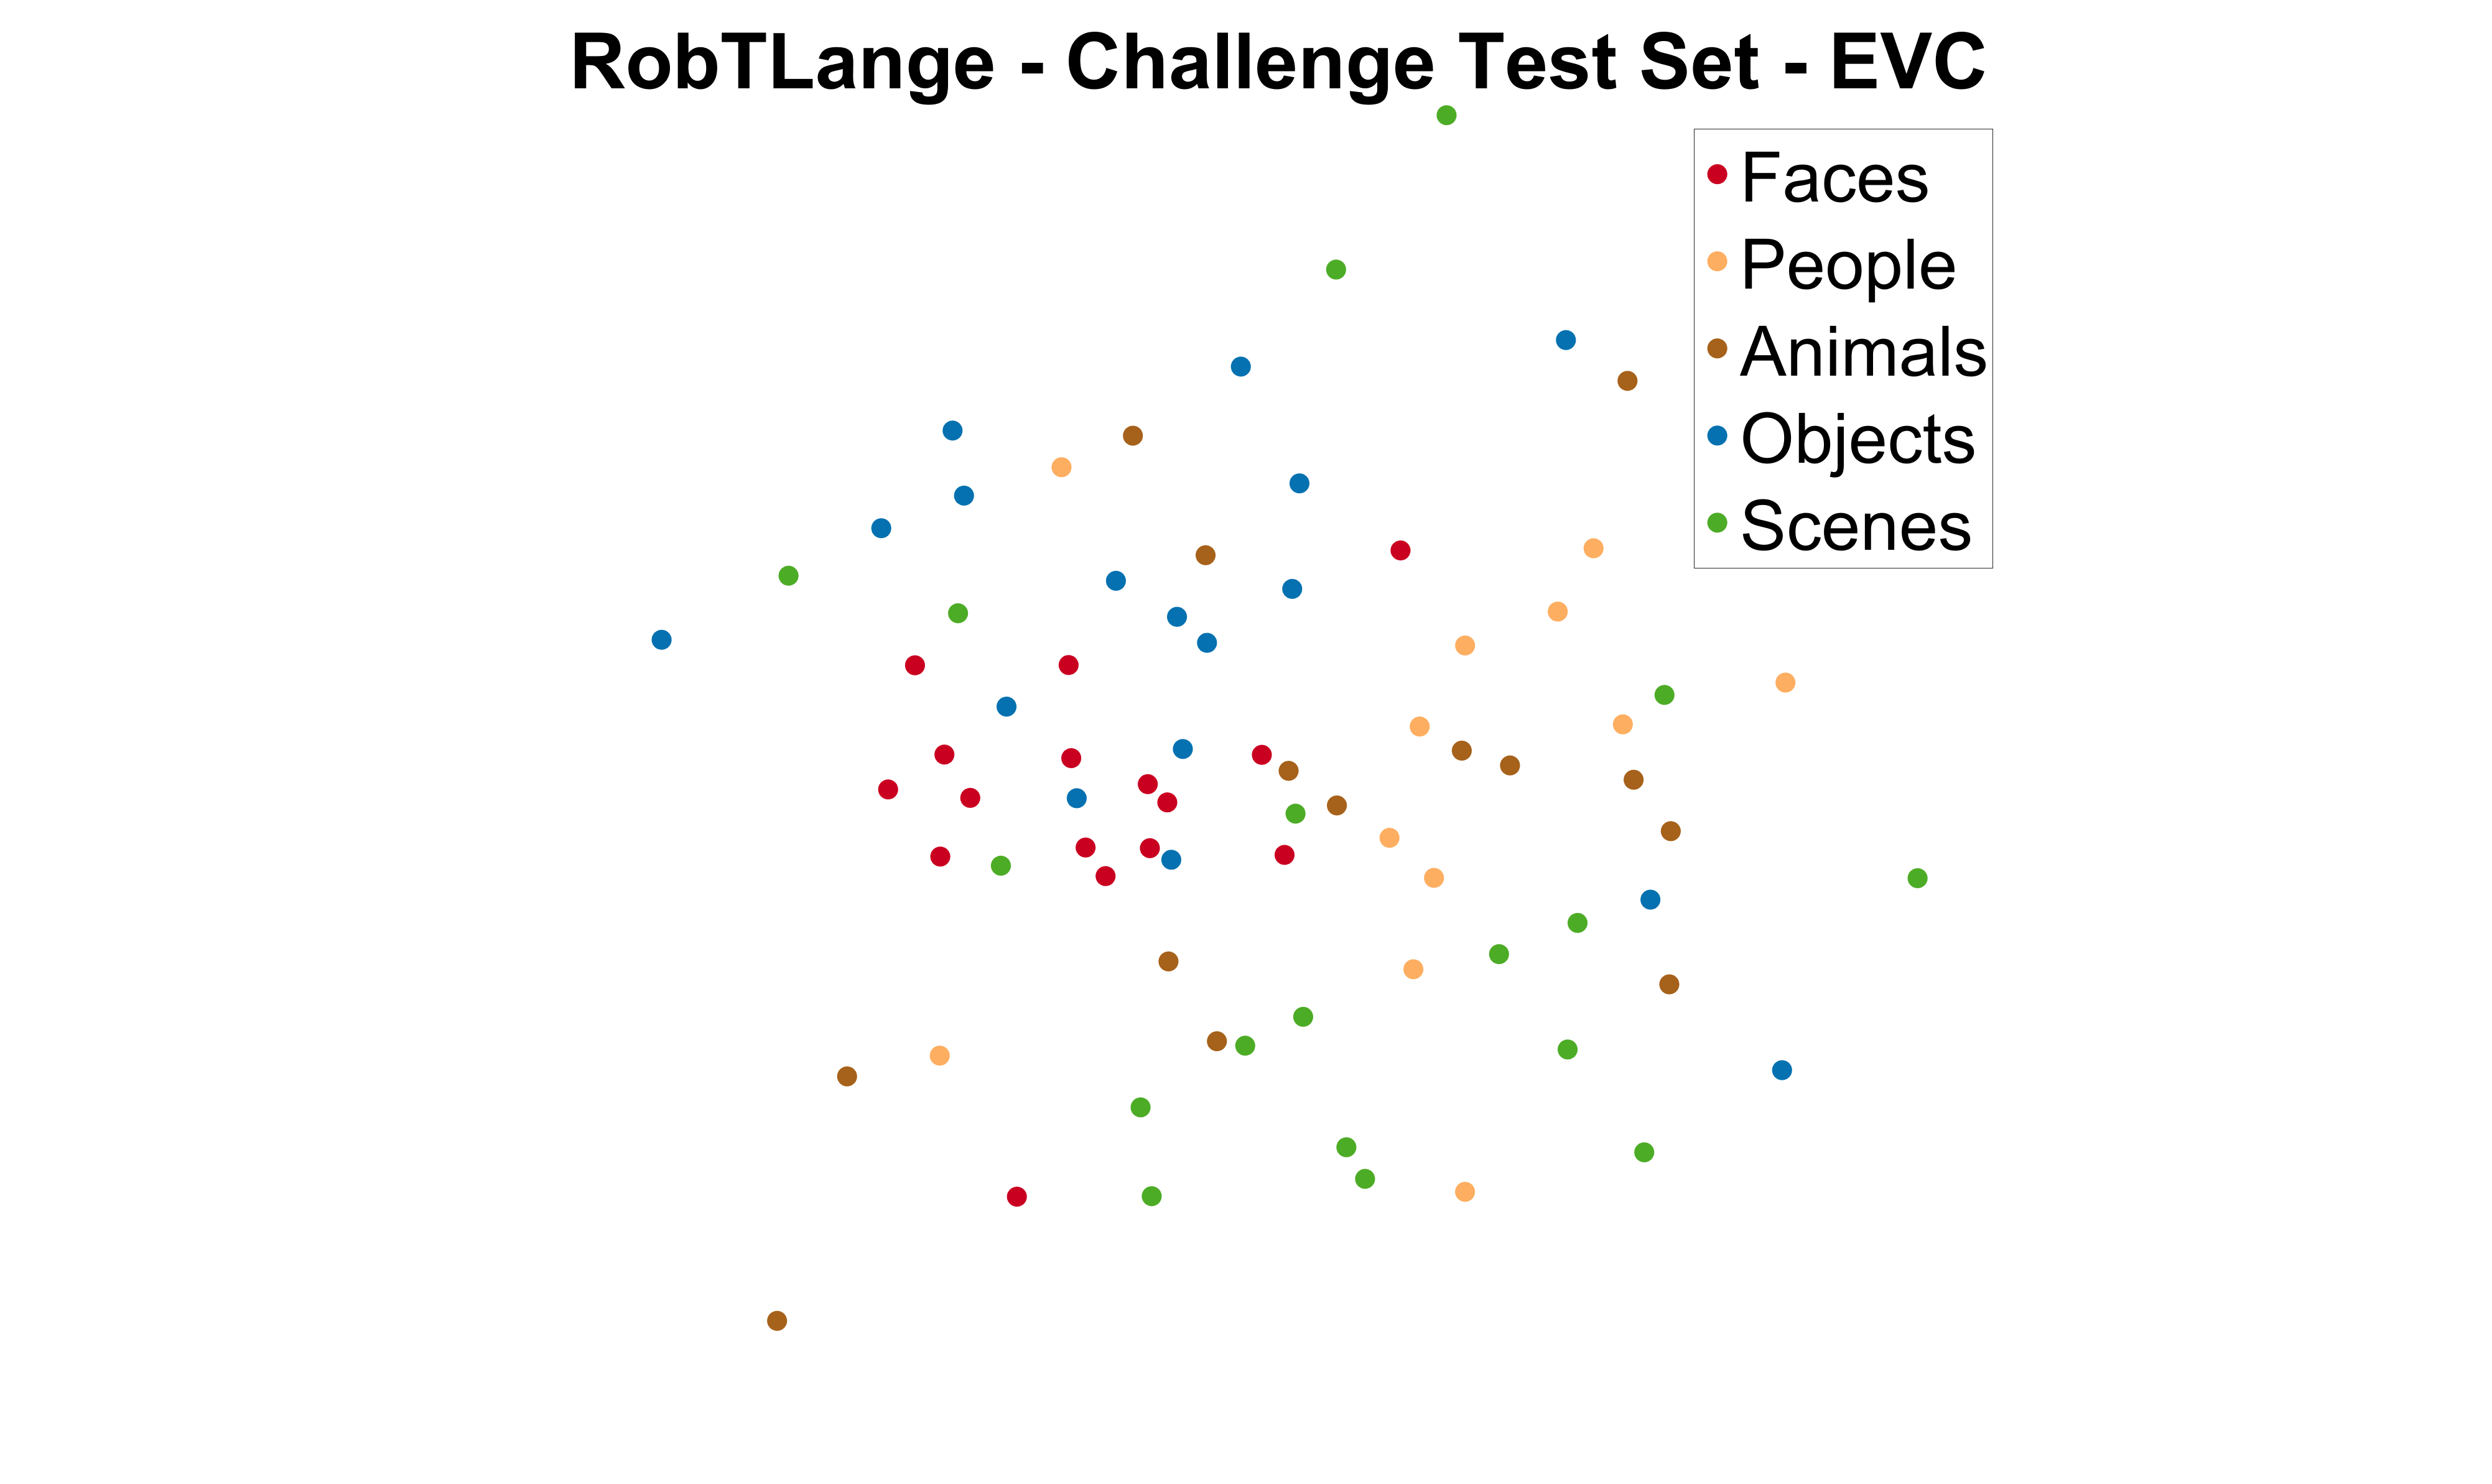 RobTLange - Challenge Test Set - EVC
Faces
People
Animals
Objects
Scenes